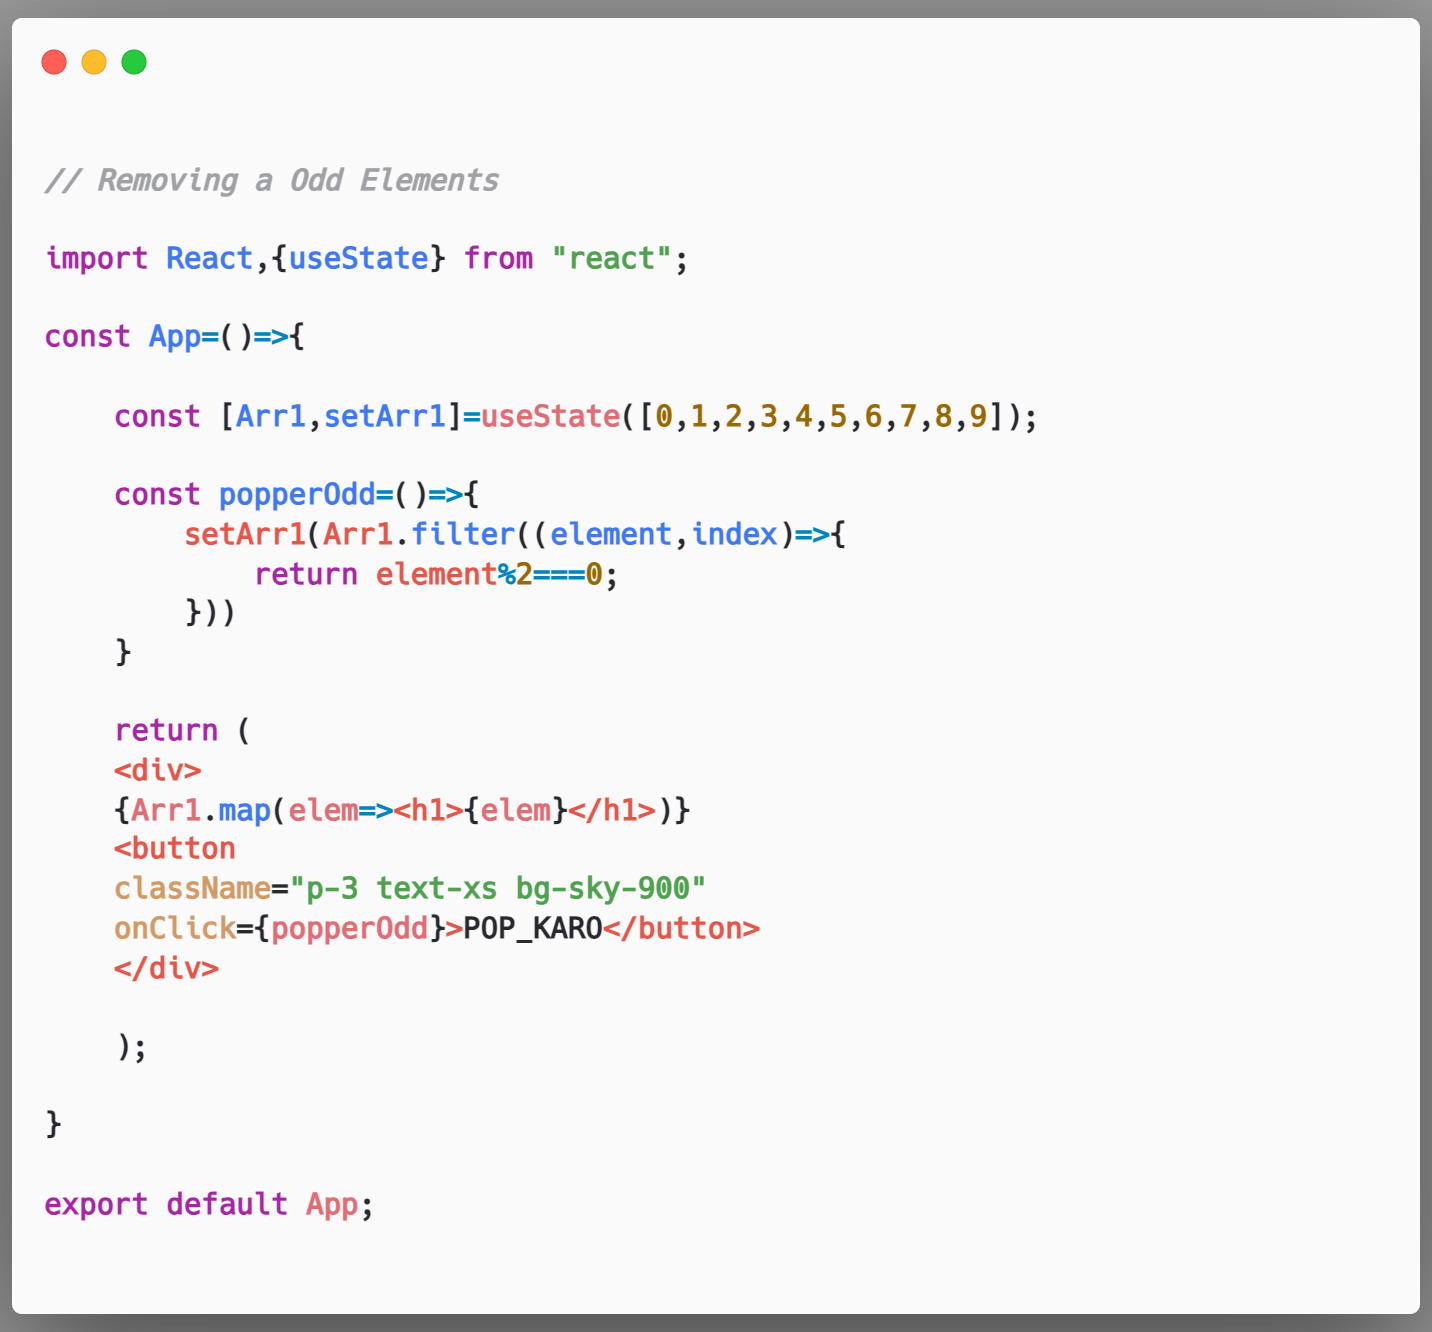 // Removing a Odd Elements
import React,{useState} from "react";
const App=()=>{
    const [Arr1,setArr1]=useState([0,1,2,3,4,5,6,7,8,9]);
    const popperOdd=()=>{
        setArr1(Arr1.filter((element,index)=>{
            return element%2===0;
        }))
    }
    return (
    <div>
    {Arr1.map(elem=><h1>{elem}</h1>)}
    <button
    className="p-3 text-xs bg-sky-900"
    onClick={popperOdd}>POP_KARO</button>
    </div>
    );
}
export default App;